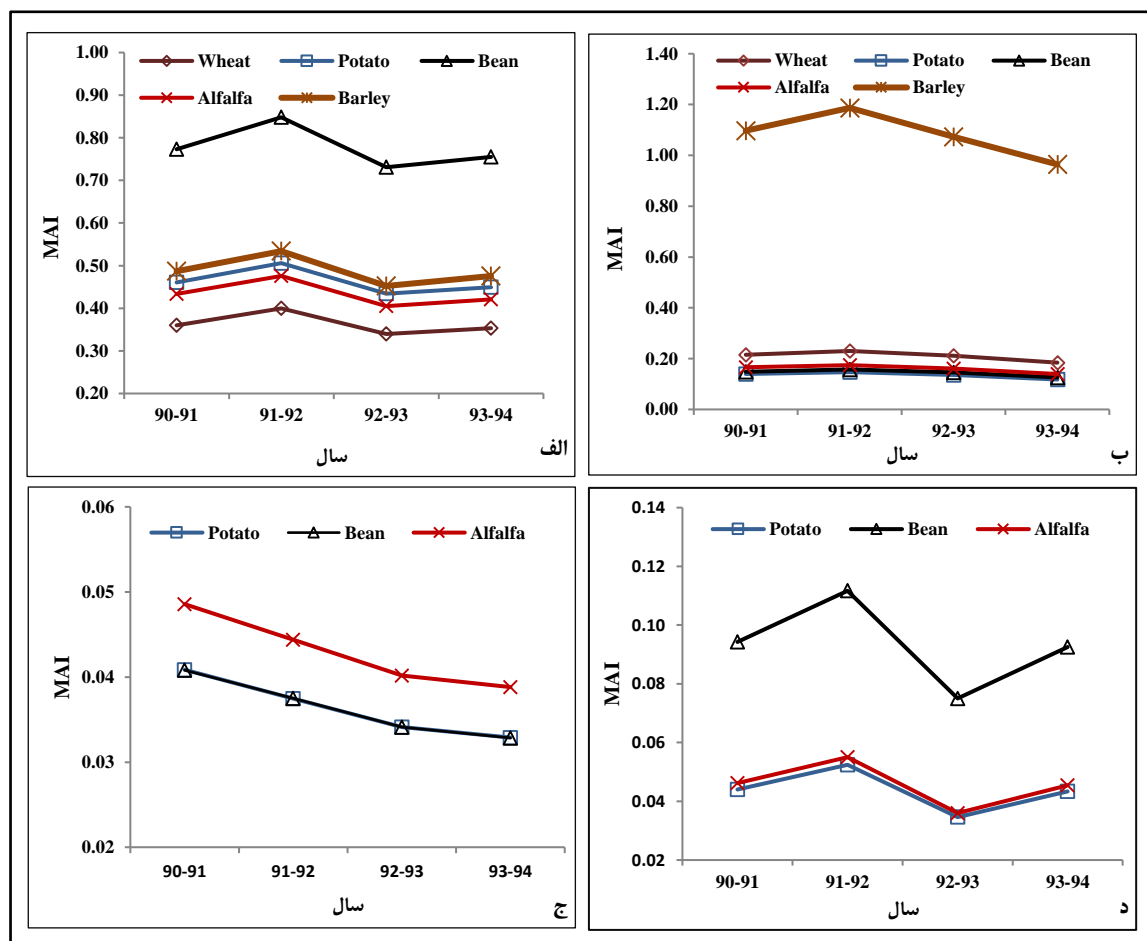 Wheat Potato Bean
Alfalfa Barley
1.00
0.90
0.80
0.70
0.60
0.50
0.40
0.30
0.20
MAI
90-91 91-92 92-93 93-94
سال
الف
Wheat Potato Bean
Alfalfa Barley
1.40
1.20
1.00
0.80
0.60
0.40
0.20
0.00
MAI
90-91 91-92 92-93 93-94
سال
ب
Potato Bean Alfalfa
0.06
0.05
0.04
0.03
0.02
MAI
90-91 91-92 92-93 93-94
سال
ج
Potato Bean Alfalfa
0.14
0.12
0.10
0.08
0.06
0.04
0.02
MAI
90-91 91-92 92-93 93-94
سال
د